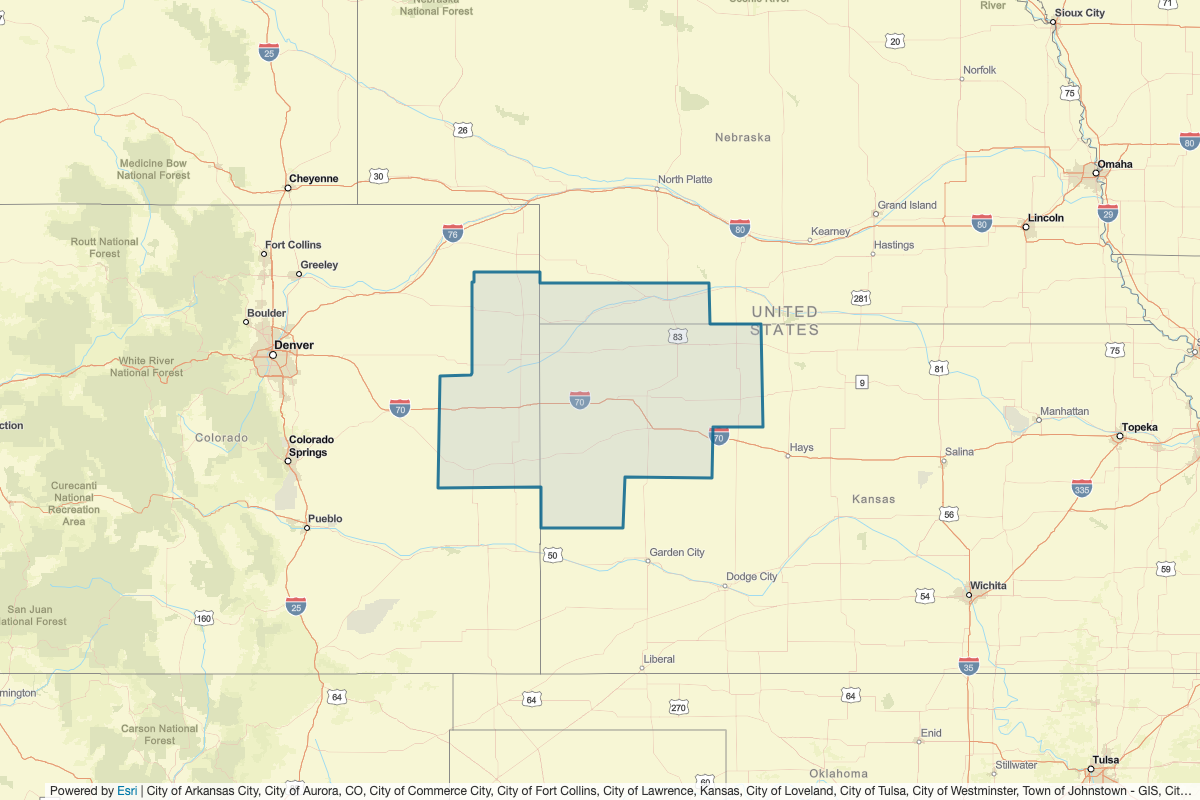 Nebraska
National Forest
River
Sioux City
71
25
20
Norfolk
75
26
Nebraska
80
Medicine Bow
National Forest
Cheyenne
30
North Platte
Omaha
Grand Island
29
Lincoln
80
80
76
Kearney
Hastings
Routt National
Forest
Fort Collins
Greeley
281
Boulder
UNITED
STATES
Denver
83
75
White River
National Forest
81
9
70
70
Manhattan
ction
Colorado
Colorado
Springs
70
Topeka
Hays
Salina
Curecanti
National
Recreation
Area
335
Kansas
56
Pueblo
50
Garden City
59
Dodge City
Wichita
54
San Juan
National Forest
25
160
Liberal
35
mington
64
64
64
270
Carson National
Forest
Enid
Tulsa
Stillwater
Oklahoma
60
Powered by Esri | City of Arkansas City, City of Aurora, CO, City of Commerce City, City of Fort Collins, City of Lawrence, Kansas, City of Loveland, City of Tulsa, City of Westminster, Town of Johnstown - GIS, Cit...